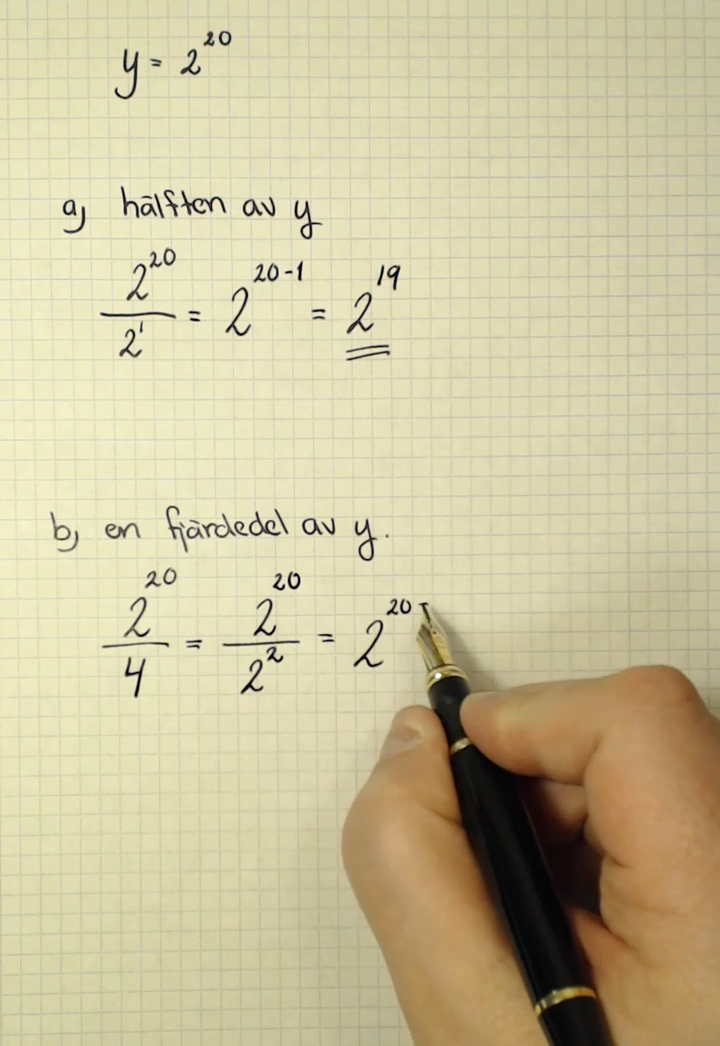 y = 2^20
a) hälften av y
2^20 / 2^1 = 2^20-1 = 2^19
b) en fjärdedel av y.
2^20 / 4 = 2^20 / 2^2 = 2^20-